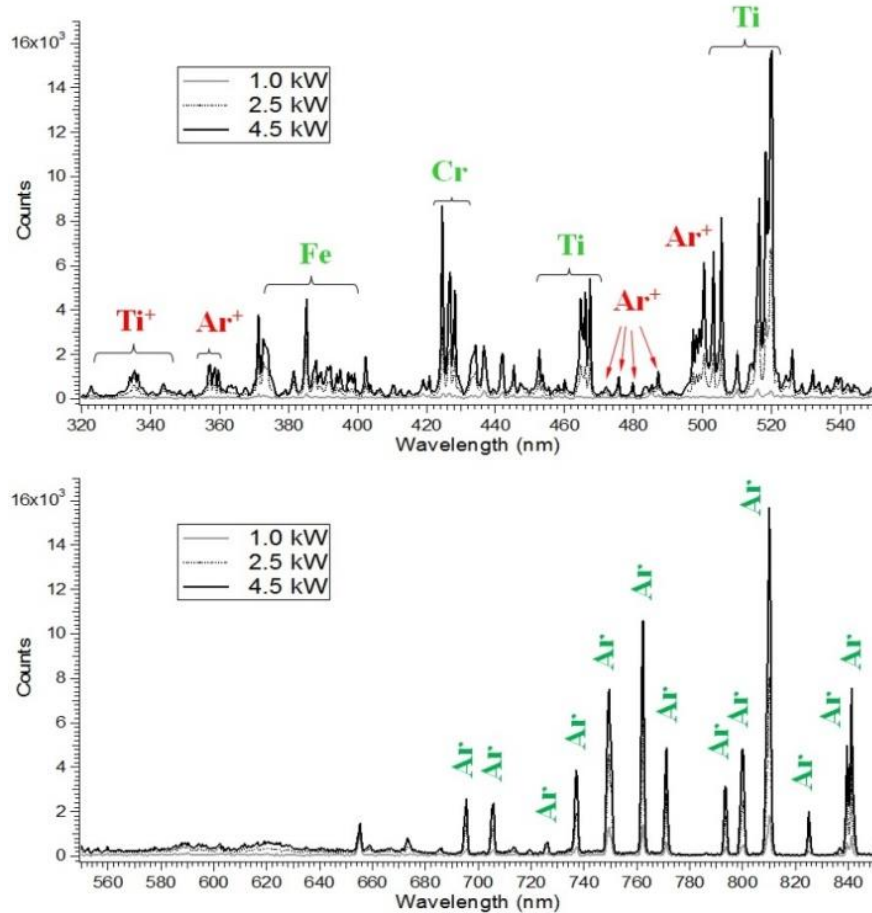 Ti
16x10³
14
12
10
8
6
4
2
0
Counts
1.0 kW
2.5 kW
4.5 kW
Ti⁺
Ar⁺
Fe
Cr
Ti
Ar⁺
Ar⁺
320 340 360 380 400 420 440 460 480 500 520 540
Wavelength (nm)
16x10³
14
12
10
8
6
4
2
0
Counts
1.0 kW
2.5 kW
4.5 kW
Ar
Ar
Ar
Ar
Ar
Ar
Ar
Ar
Ar
Ar
Ar
Ar
Ar
560 580 600 620 640 660 680 700 720 740 760 780 800 820 840
Wavelength (nm)